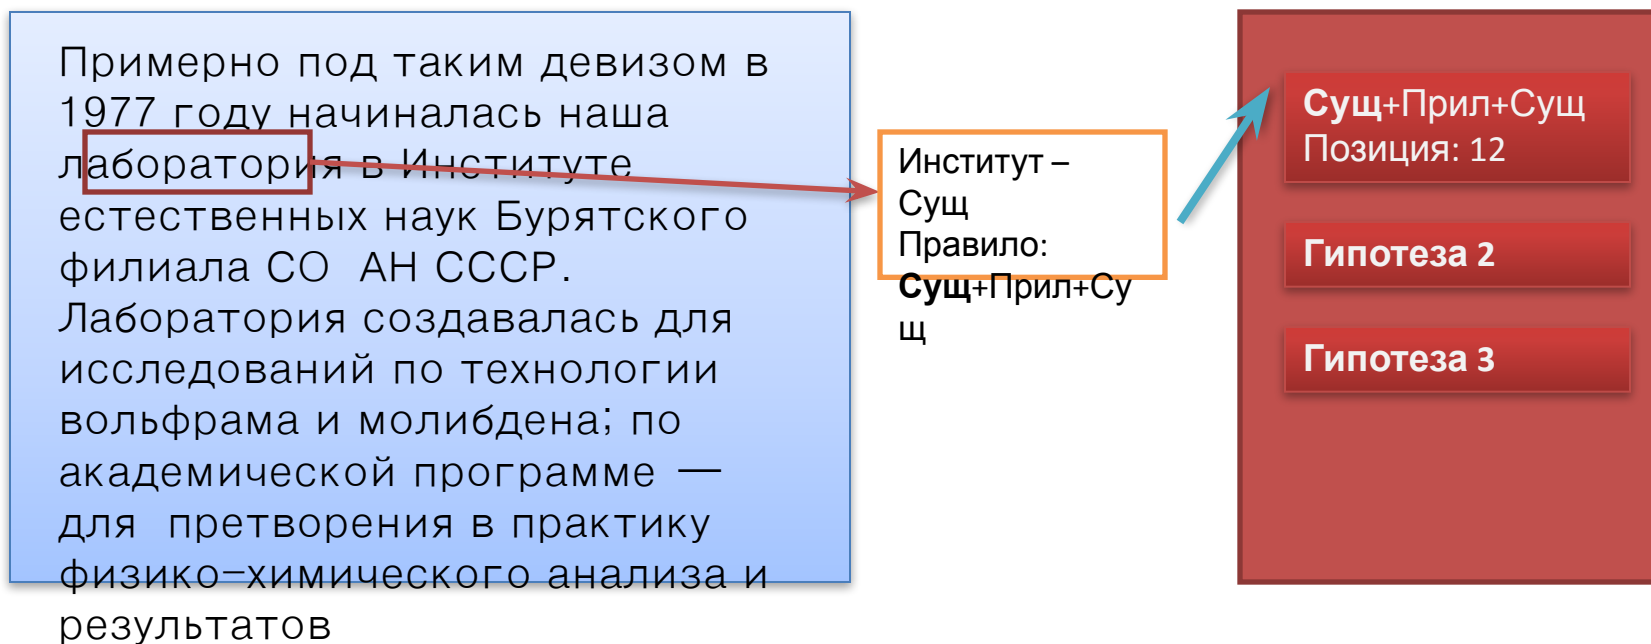 Примерно под таким девизом в
1977 году начиналась наша
лаборатория в Институте
естественных наук Бурятского
филиала СО  АН СССР.
Лаборатория создавалась для
исследований по технологии
вольфрама и молибдена; по
академической программе —
для  претворения в практику
физико-химического анализа и
результатов
Институт –
Сущ
Правило:
Сущ+Прил+Су
щ
Сущ+Прил+Сущ
Позиция: 12
Гипотеза 2
Гипотеза 3